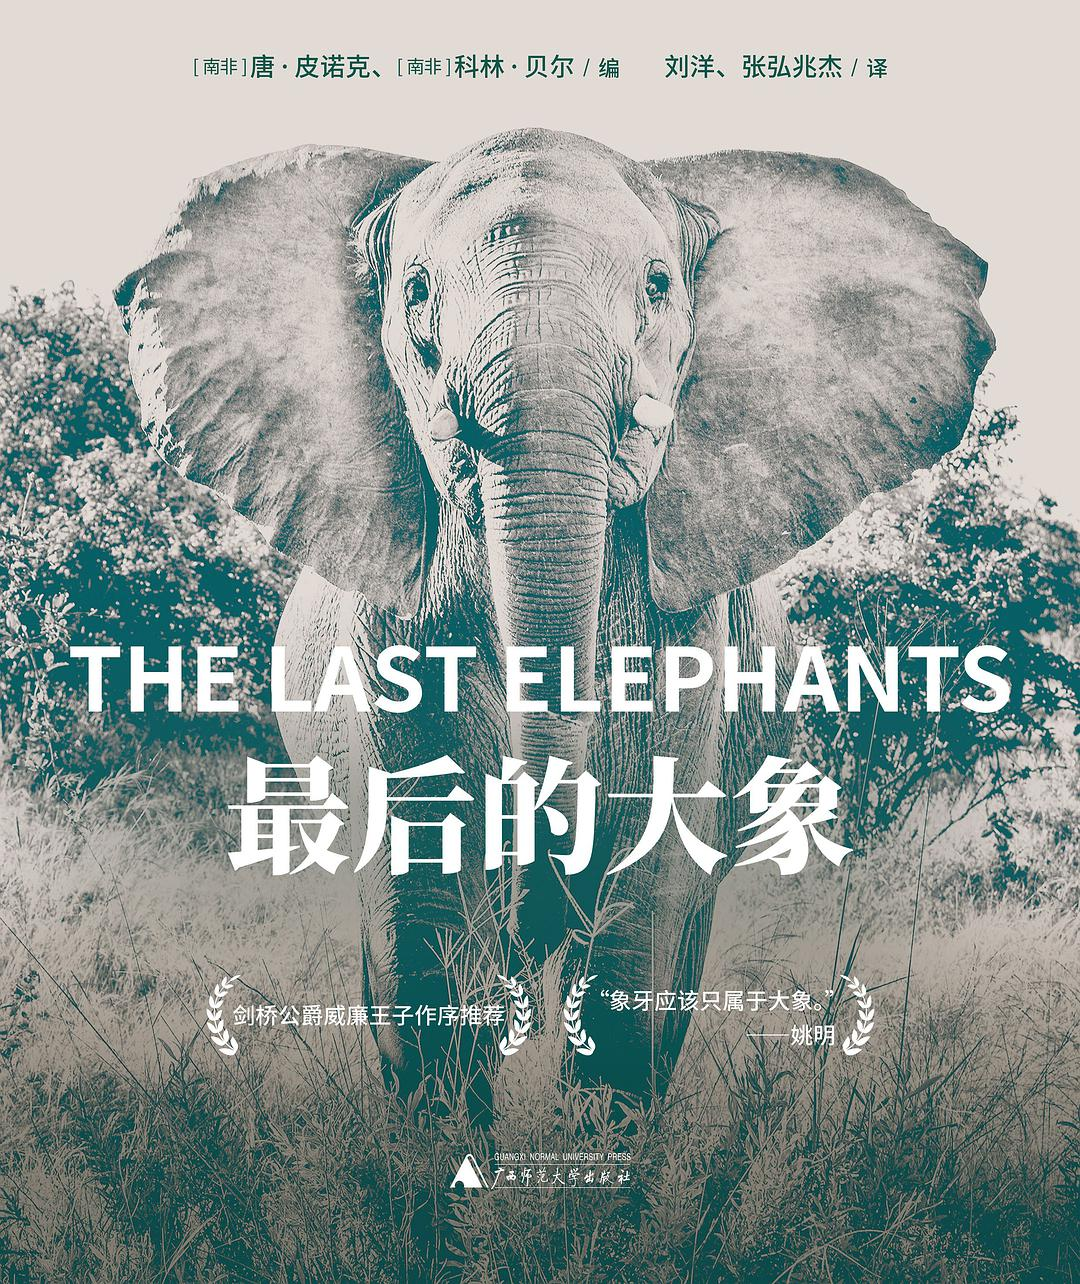 [南非]唐·皮诺克、[南非]科林·贝尔 / 编 刘洋、张弘兆杰 / 译
THE LAST ELEPHANTS
最后的大象
剑桥公爵威廉王子作序推荐
“象牙应该只属于大象。”
——姚明
GUANGXI NORMAL UNIVERSITY PRESS
广西师范大学出版社